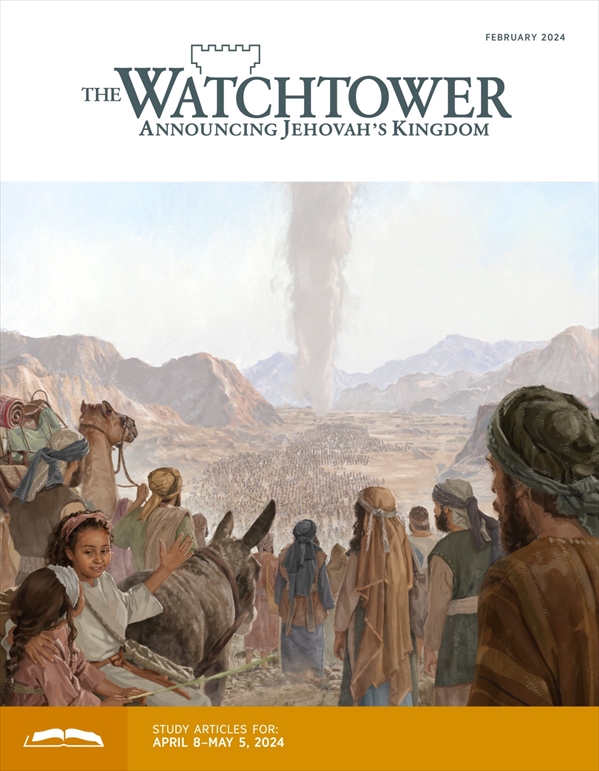 FEBRUARY 2024
THE WATCHTOWER
ANNOUNCING JEHOVAH'S KINGDOM
STUDY ARTICLES FOR:
APRIL 8–MAY 5, 2024